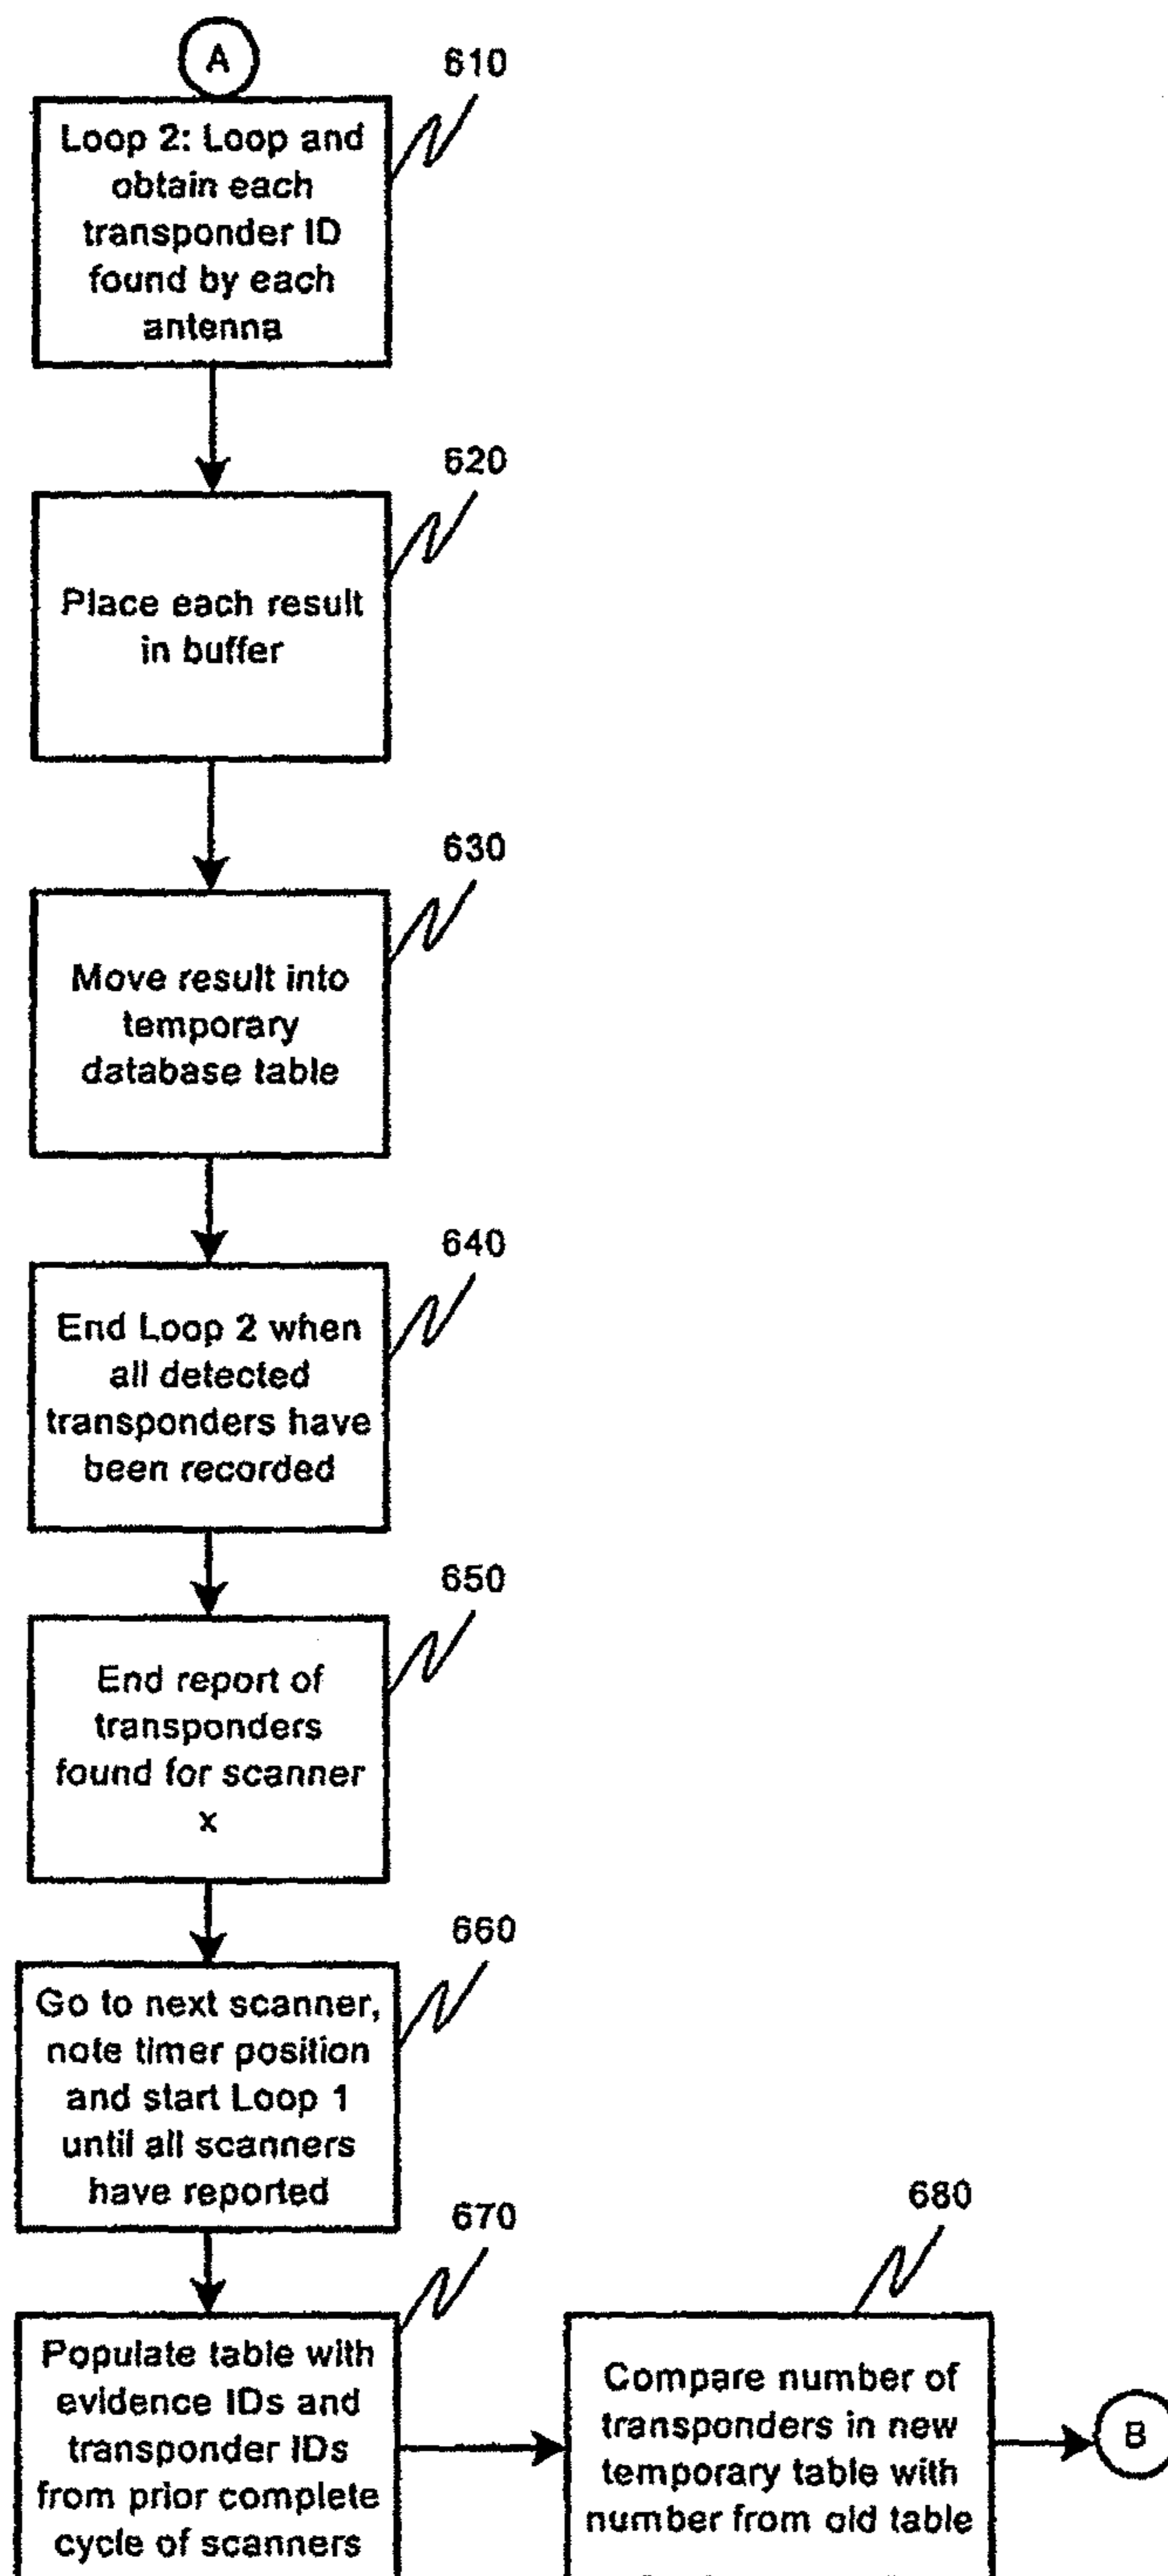 A
610
Loop 2: Loop and
obtain each
transponder ID
found by each
antenna
620
Place each result
in buffer
630
Move result into
temporary
database table
640
End Loop 2 when
all detected
transponders have
been recorded
650
End report of
transponders
found for scanner
x
660
Go to next scanner,
note timer position
and start Loop 1
until all scanners
have reported
670
Populate table with
evidence IDs and
transponder IDs
from prior complete
cycle of scanners
680
Compare number of
transponders in new
temporary table with
number from old table
B